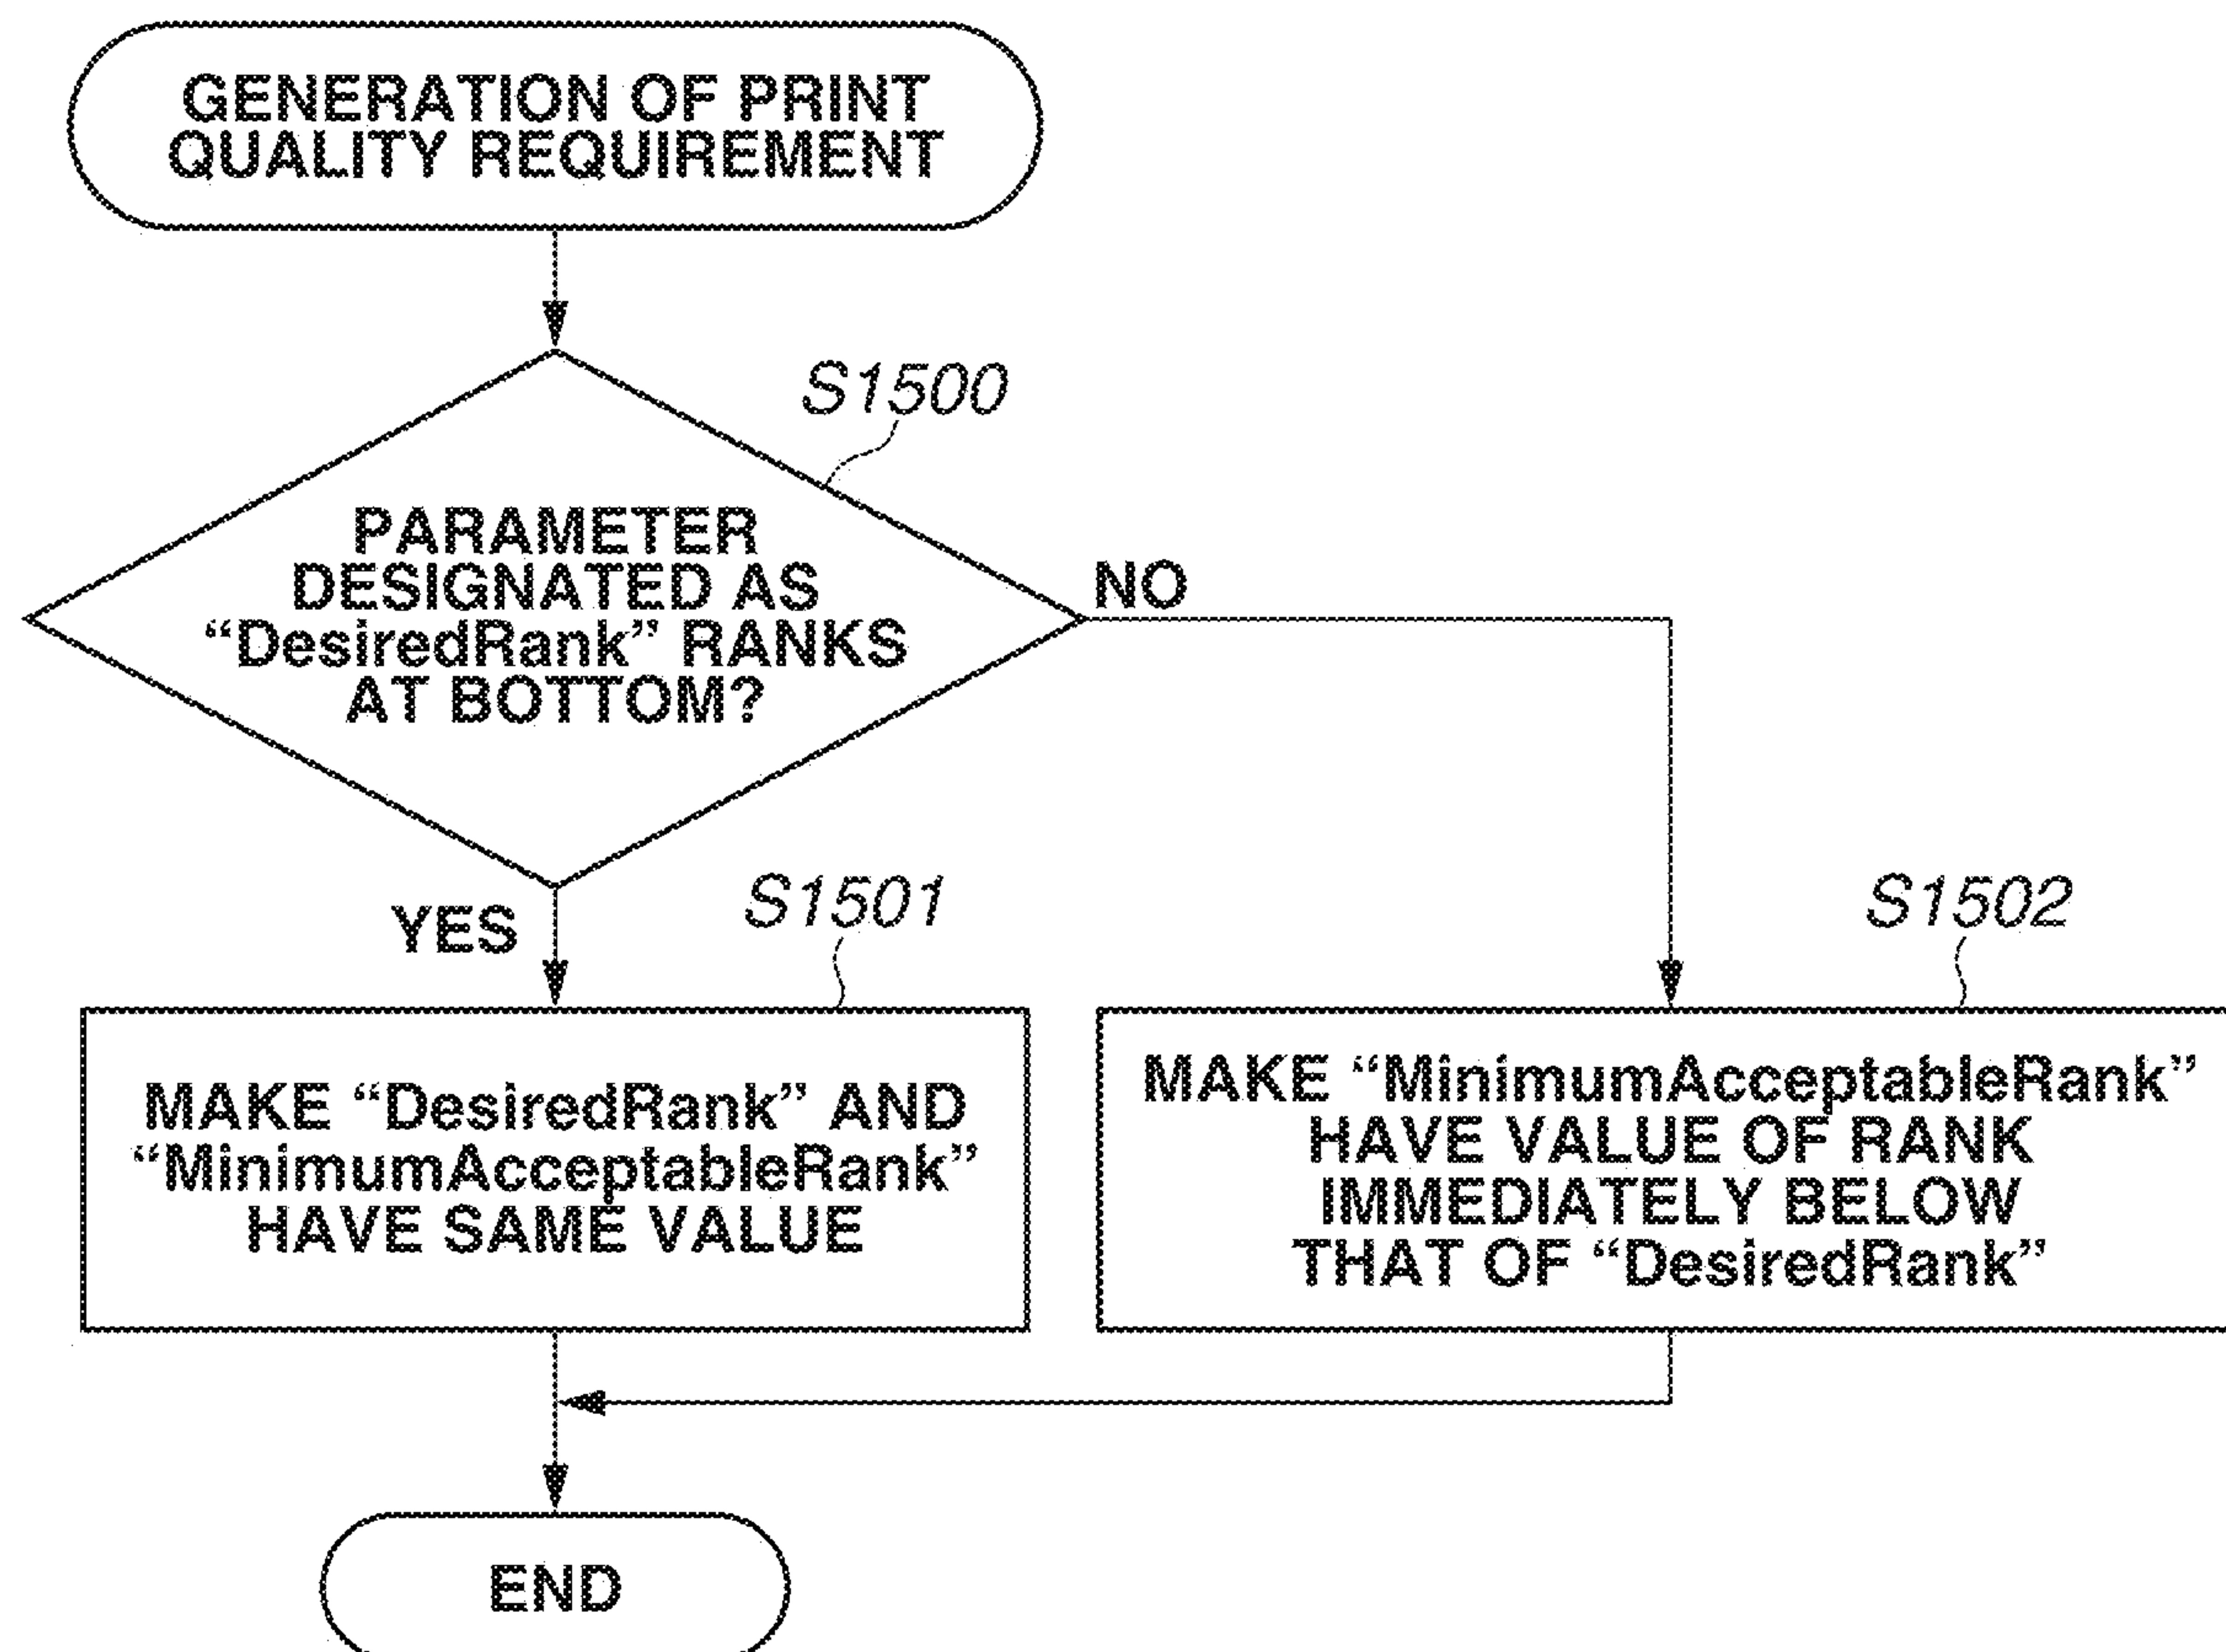 GENERATION OF PRINT
QUALITY REQUIREMENT
S1500
PARAMETER
DESIGNATED AS
“DesiredRank” RANKS
AT BOTTOM?
NO
YES
S1501
S1502
MAKE “DesiredRank” AND
“MinimumAcceptableRank”
HAVE SAME VALUE
MAKE “MinimumAcceptableRank”
HAVE VALUE OF RANK
IMMEDIATELY BELOW
THAT OF “DesiredRank”
END